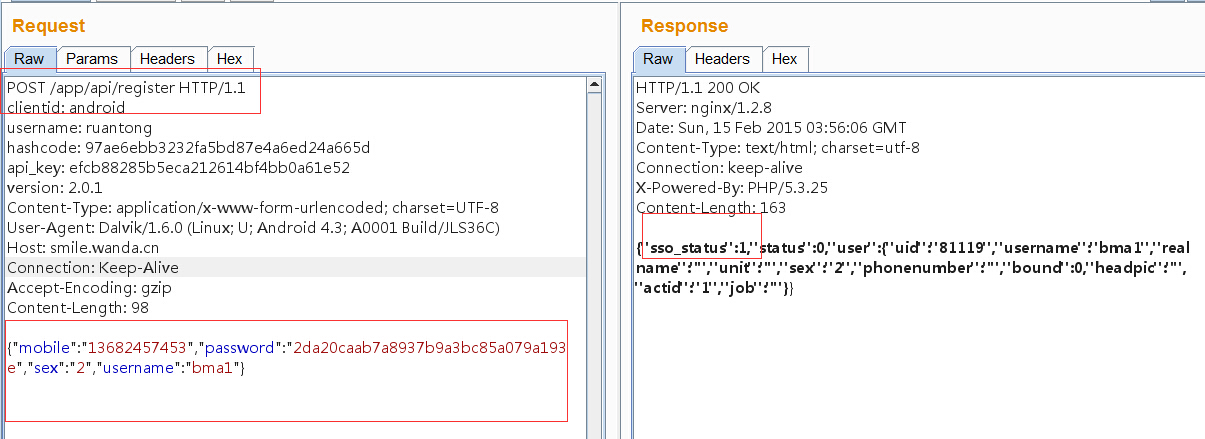 Request
Raw Params Headers Hex
POST /app/api/register HTTP/1.1
clientid: android
username: ruantong
hashcode: 97ae6ebb3232fa5bd87e4a6ed24a665d
api_key: efcb88285b5eca212614bf4bb0a61e52
version: 2.0.1
Content-Type: application/x-www-form-urlencoded; charset=UTF-8
User-Agent: Dalvik/1.6.0 (Linux; U; Android 4.3; A0001 Build/JLS36C)
Host: smile.wanda.cn
Connection: Keep-Alive
Accept-Encoding: gzip
Content-Length: 98
{"mobile":"13682457453","password":"2da20caab7a8937b9a3bc85a079a193
e","sex":"2","username":"bma1"}
Response
Raw Headers Hex
HTTP/1.1 200 OK
Server: nginx/1.2.8
Date: Sun, 15 Feb 2015 03:56:06 GMT
Content-Type: text/html; charset=utf-8
Connection: keep-alive
X-Powered-By: PHP/5.3.25
Content-Length: 163
{"sso_status":1,"status":0,"user":{"uid":"81119","username":"bma1","real
name":"","unit":"","sex":"2","phonenumber":"","bound":0,"headpic":"",
"actid":"1","job":""}}